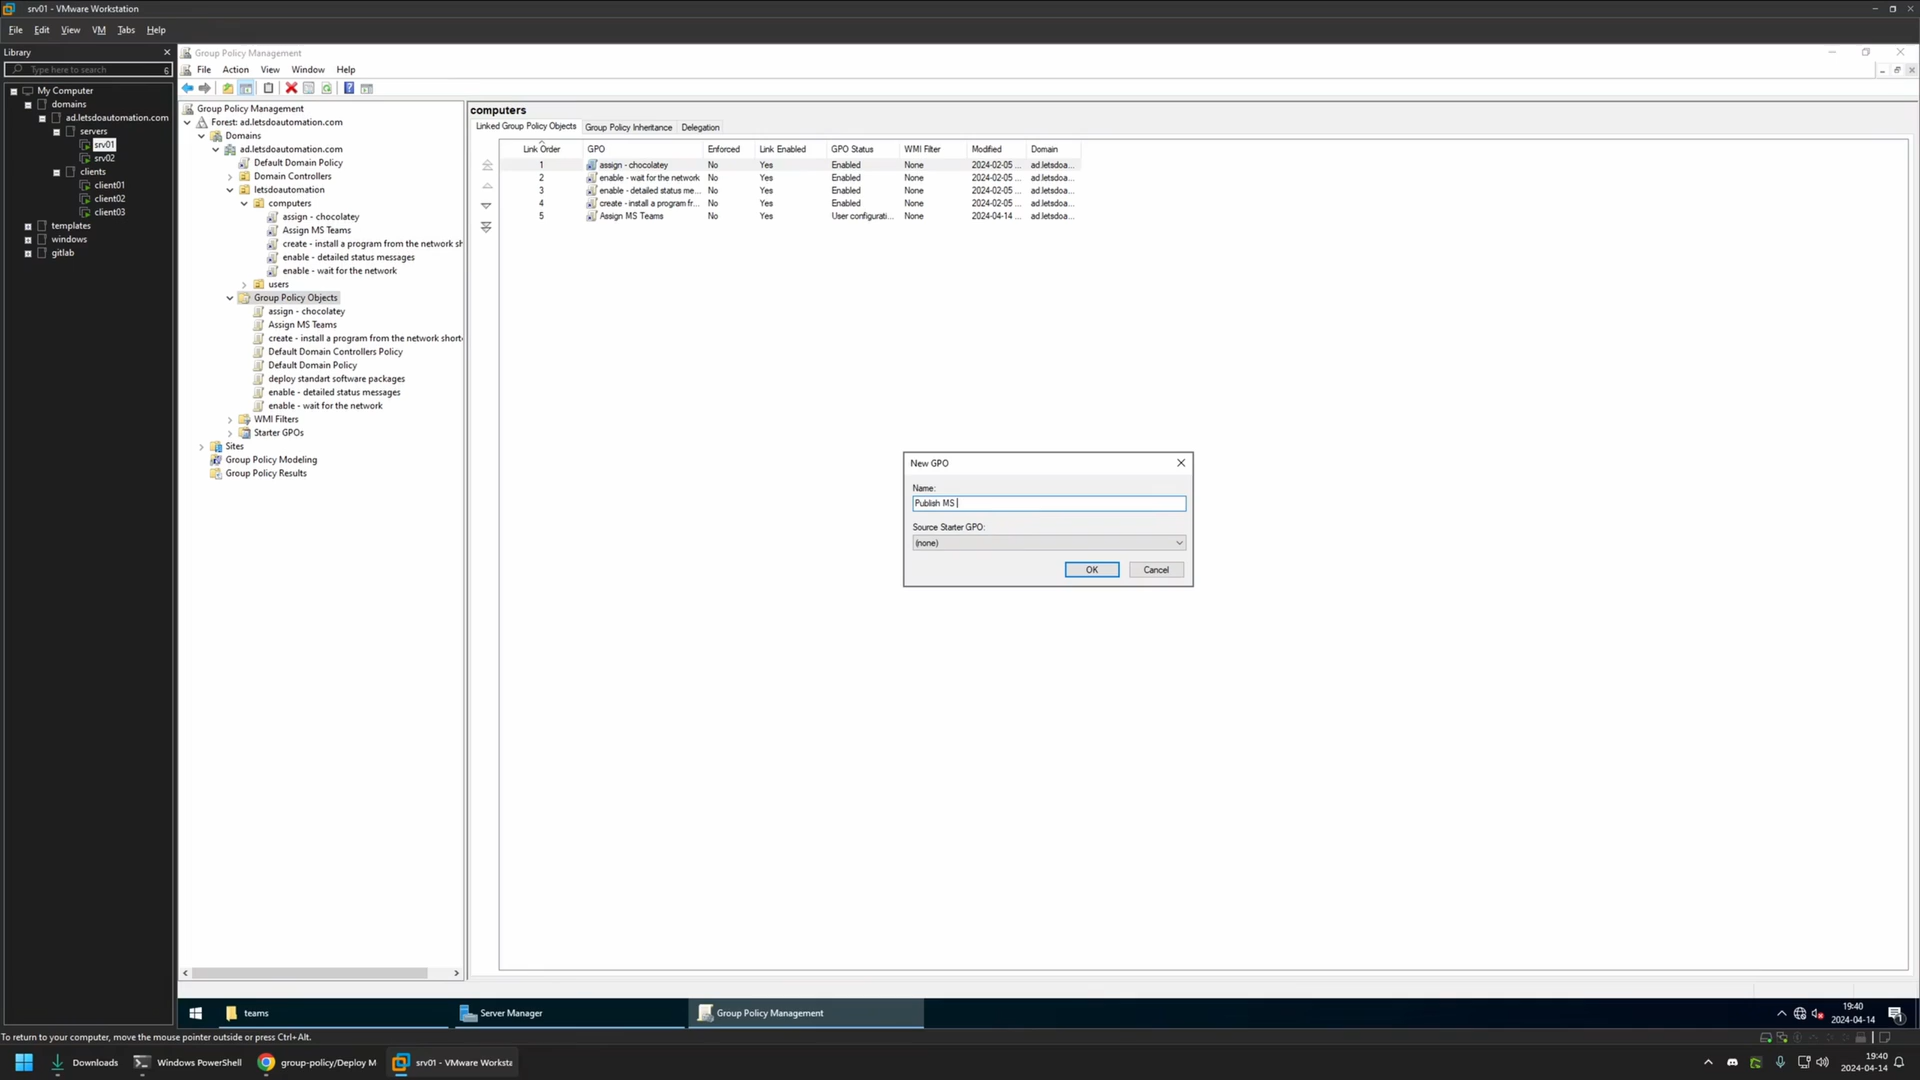 srv01 - VMware Workstation
File Edit View VM Tabs Help
Library
Type here to search
My Computer
domains
ad.letsdoautomation.com
servers
srv01
srv02
clients
client01
client02
client03
templates
windows
gitlab
Group Policy Management
File Action View Window Help
Group Policy Management
Forest: ad.letsdoautomation.com
Domains
ad.letsdoautomation.com
Default Domain Policy
Domain Controllers
letsdoautomation
computers
assign - chocolatey
Assign MS Teams
create - install a program from the network sh
enable - detailed status messages
enable - wait for the network
users
Group Policy Objects
assign - chocolatey
Assign MS Teams
create - install a program from the network short
Default Domain Controllers Policy
Default Domain Policy
deploy standart software packages
enable - detailed status messages
enable - wait for the network
WMI Filters
Starter GPOs
Sites
Group Policy Modeling
Group Policy Results
computers
Linked Group Policy Objects Group Policy Inheritance Delegation
Link Order GPO Enforced Link Enabled GPO Status WMI Filter Modified Domain
1 assign - chocolatey No Yes Enabled None 2024-02-05 ... ad.letsdoa...
2 enable - wait for the network No Yes Enabled None 2024-02-05 ... ad.letsdoa...
3 enable - detailed status me... No Yes Enabled None 2024-02-05 ... ad.letsdoa...
4 create - install a program fr... No Yes Enabled None 2024-02-05 ... ad.letsdoa...
5 Assign MS Teams No Yes User configurati... None 2024-04-14 ... ad.letsdoa...
New GPO
Name:
Publish MS
Source Starter GPO:
(none)
OK Cancel
teams Server Manager Group Policy Management
19:40
2024-04-14
To return to your computer, move the mouse pointer outside or press Ctrl+Alt.
Downloads Windows PowerShell group-policy/Deploy M srv01 - VMware Worksta
19:40
2024-04-14